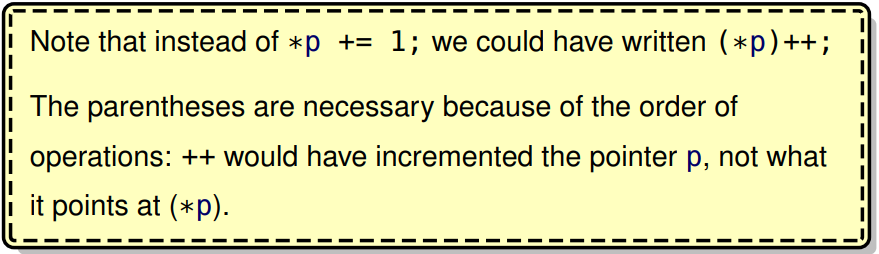 Note that instead of *p += 1; we could have written (*p)++;
The parentheses are necessary because of the order of
operations: ++ would have incremented the pointer p, not what
it points at (*p).